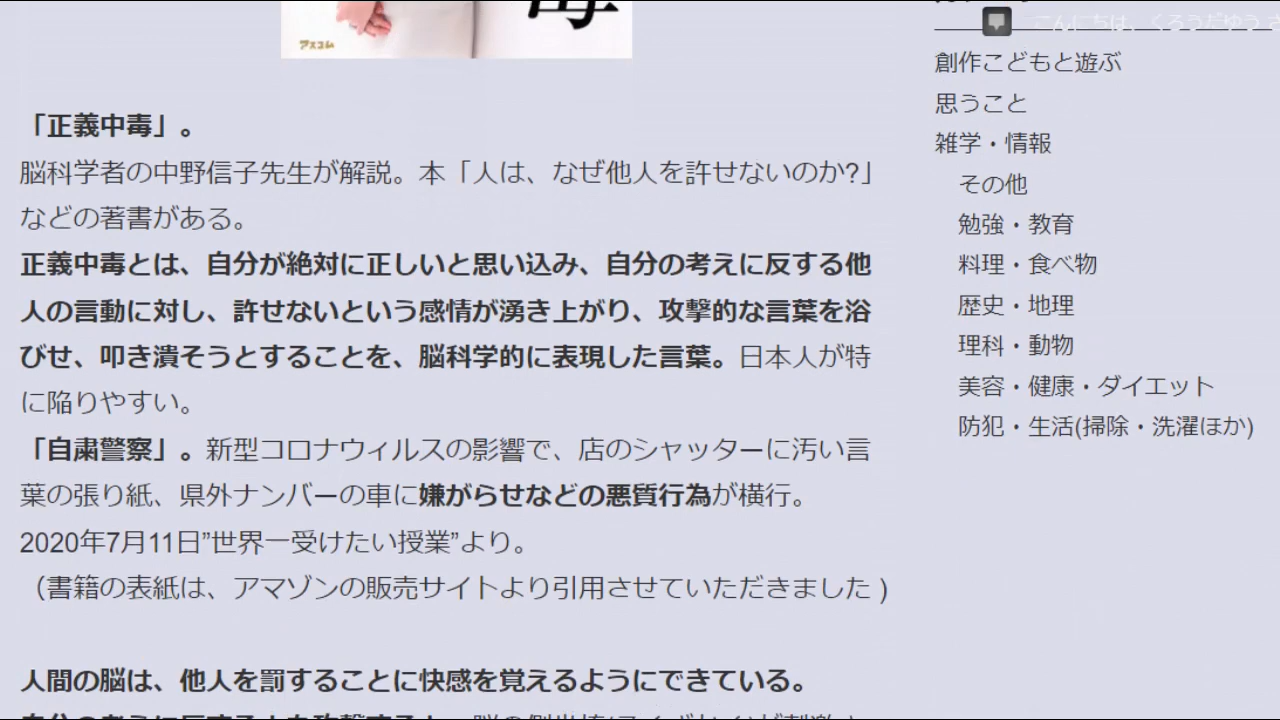 毒
アスコム
「正義中毒」。
脳科学者の中野信子先生が解説。本「人は、なぜ他人を許せないのか?」
などの著書がある。
正義中毒とは、自分が絶対に正しいと思い込み、自分の考えに反する他
人の言動に対し、許せないという感情が湧き上がり、攻撃的な言葉を浴
びせ、叩き潰そうとすることを、脳科学的に表現した言葉。日本人が特
に陥りやすい。
「自粛警察」。新型コロナウィルスの影響で、店のシャッターに汚い言
葉の張り紙、県外ナンバーの車に嫌がらせなどの悪質行為が横行。
2020年7月11日”世界一受けたい授業”より。
（書籍の表紙は、アマゾンの販売サイトより引用させていただきました )
人間の脳は、他人を罰することに快感を覚えるようにできている。
こんにちは、くろうだゆう さ
創作こどもと遊ぶ
思うこと
雑学・情報
その他
勉強・教育
料理・食べ物
歴史・地理
理科・動物
美容・健康・ダイエット
防犯・生活(掃除・洗濯ほか)